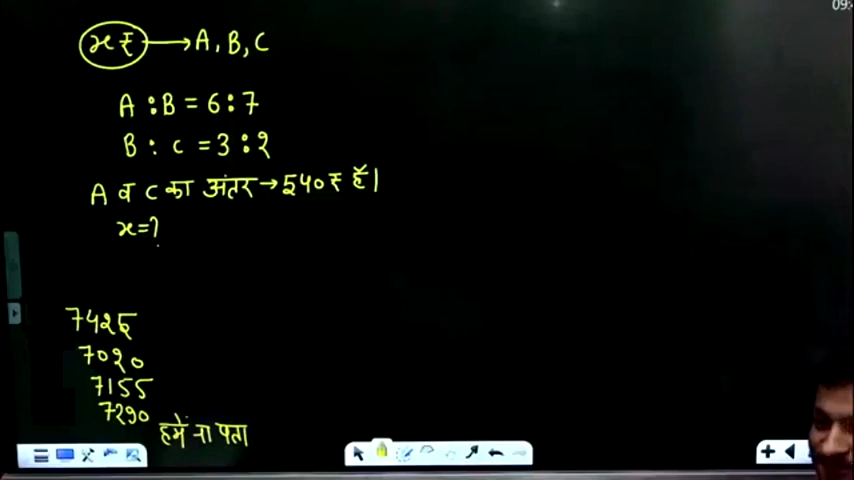 x ₹ → A, B, C
A : B = 6 : 7
B : C = 3 : 2
A व C का अंतर → 540 ₹ है।
x = ?
7425
7020
7155
7290
हमें ना पता